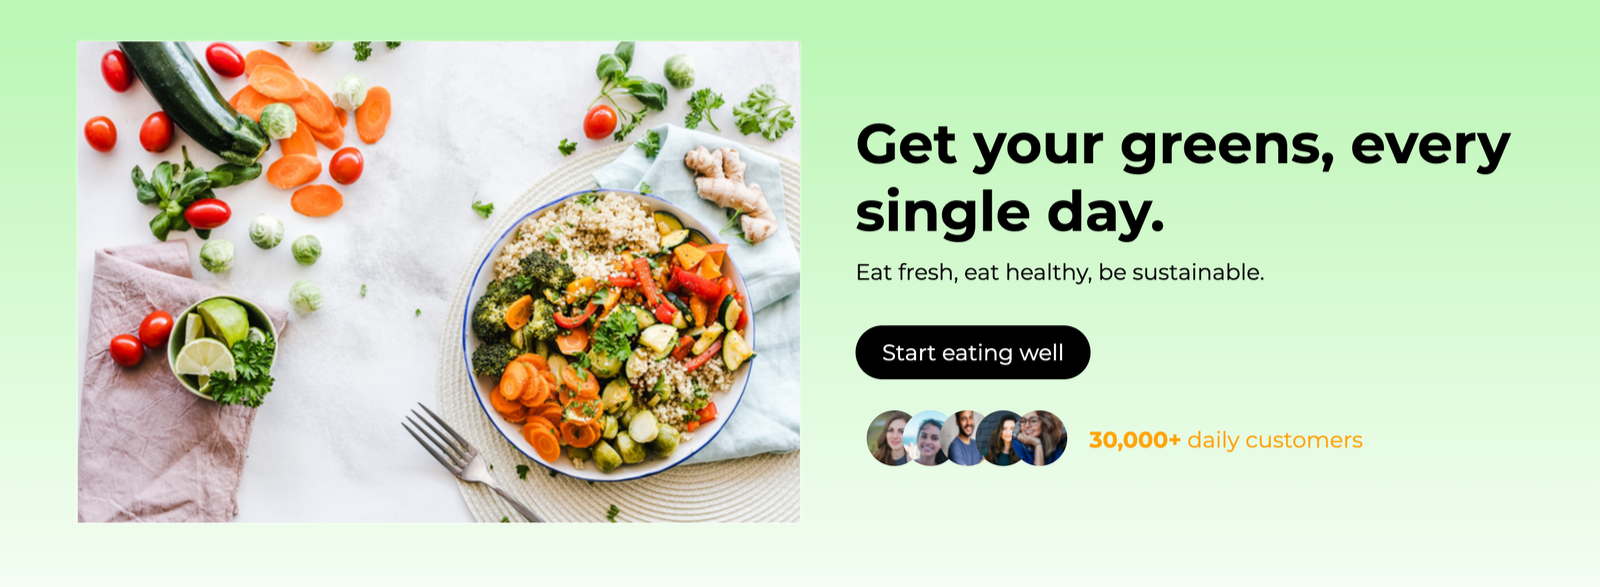 Get your greens, every
single day.
Eat fresh, eat healthy, be sustainable.
Start eating well
30,000+ daily customers